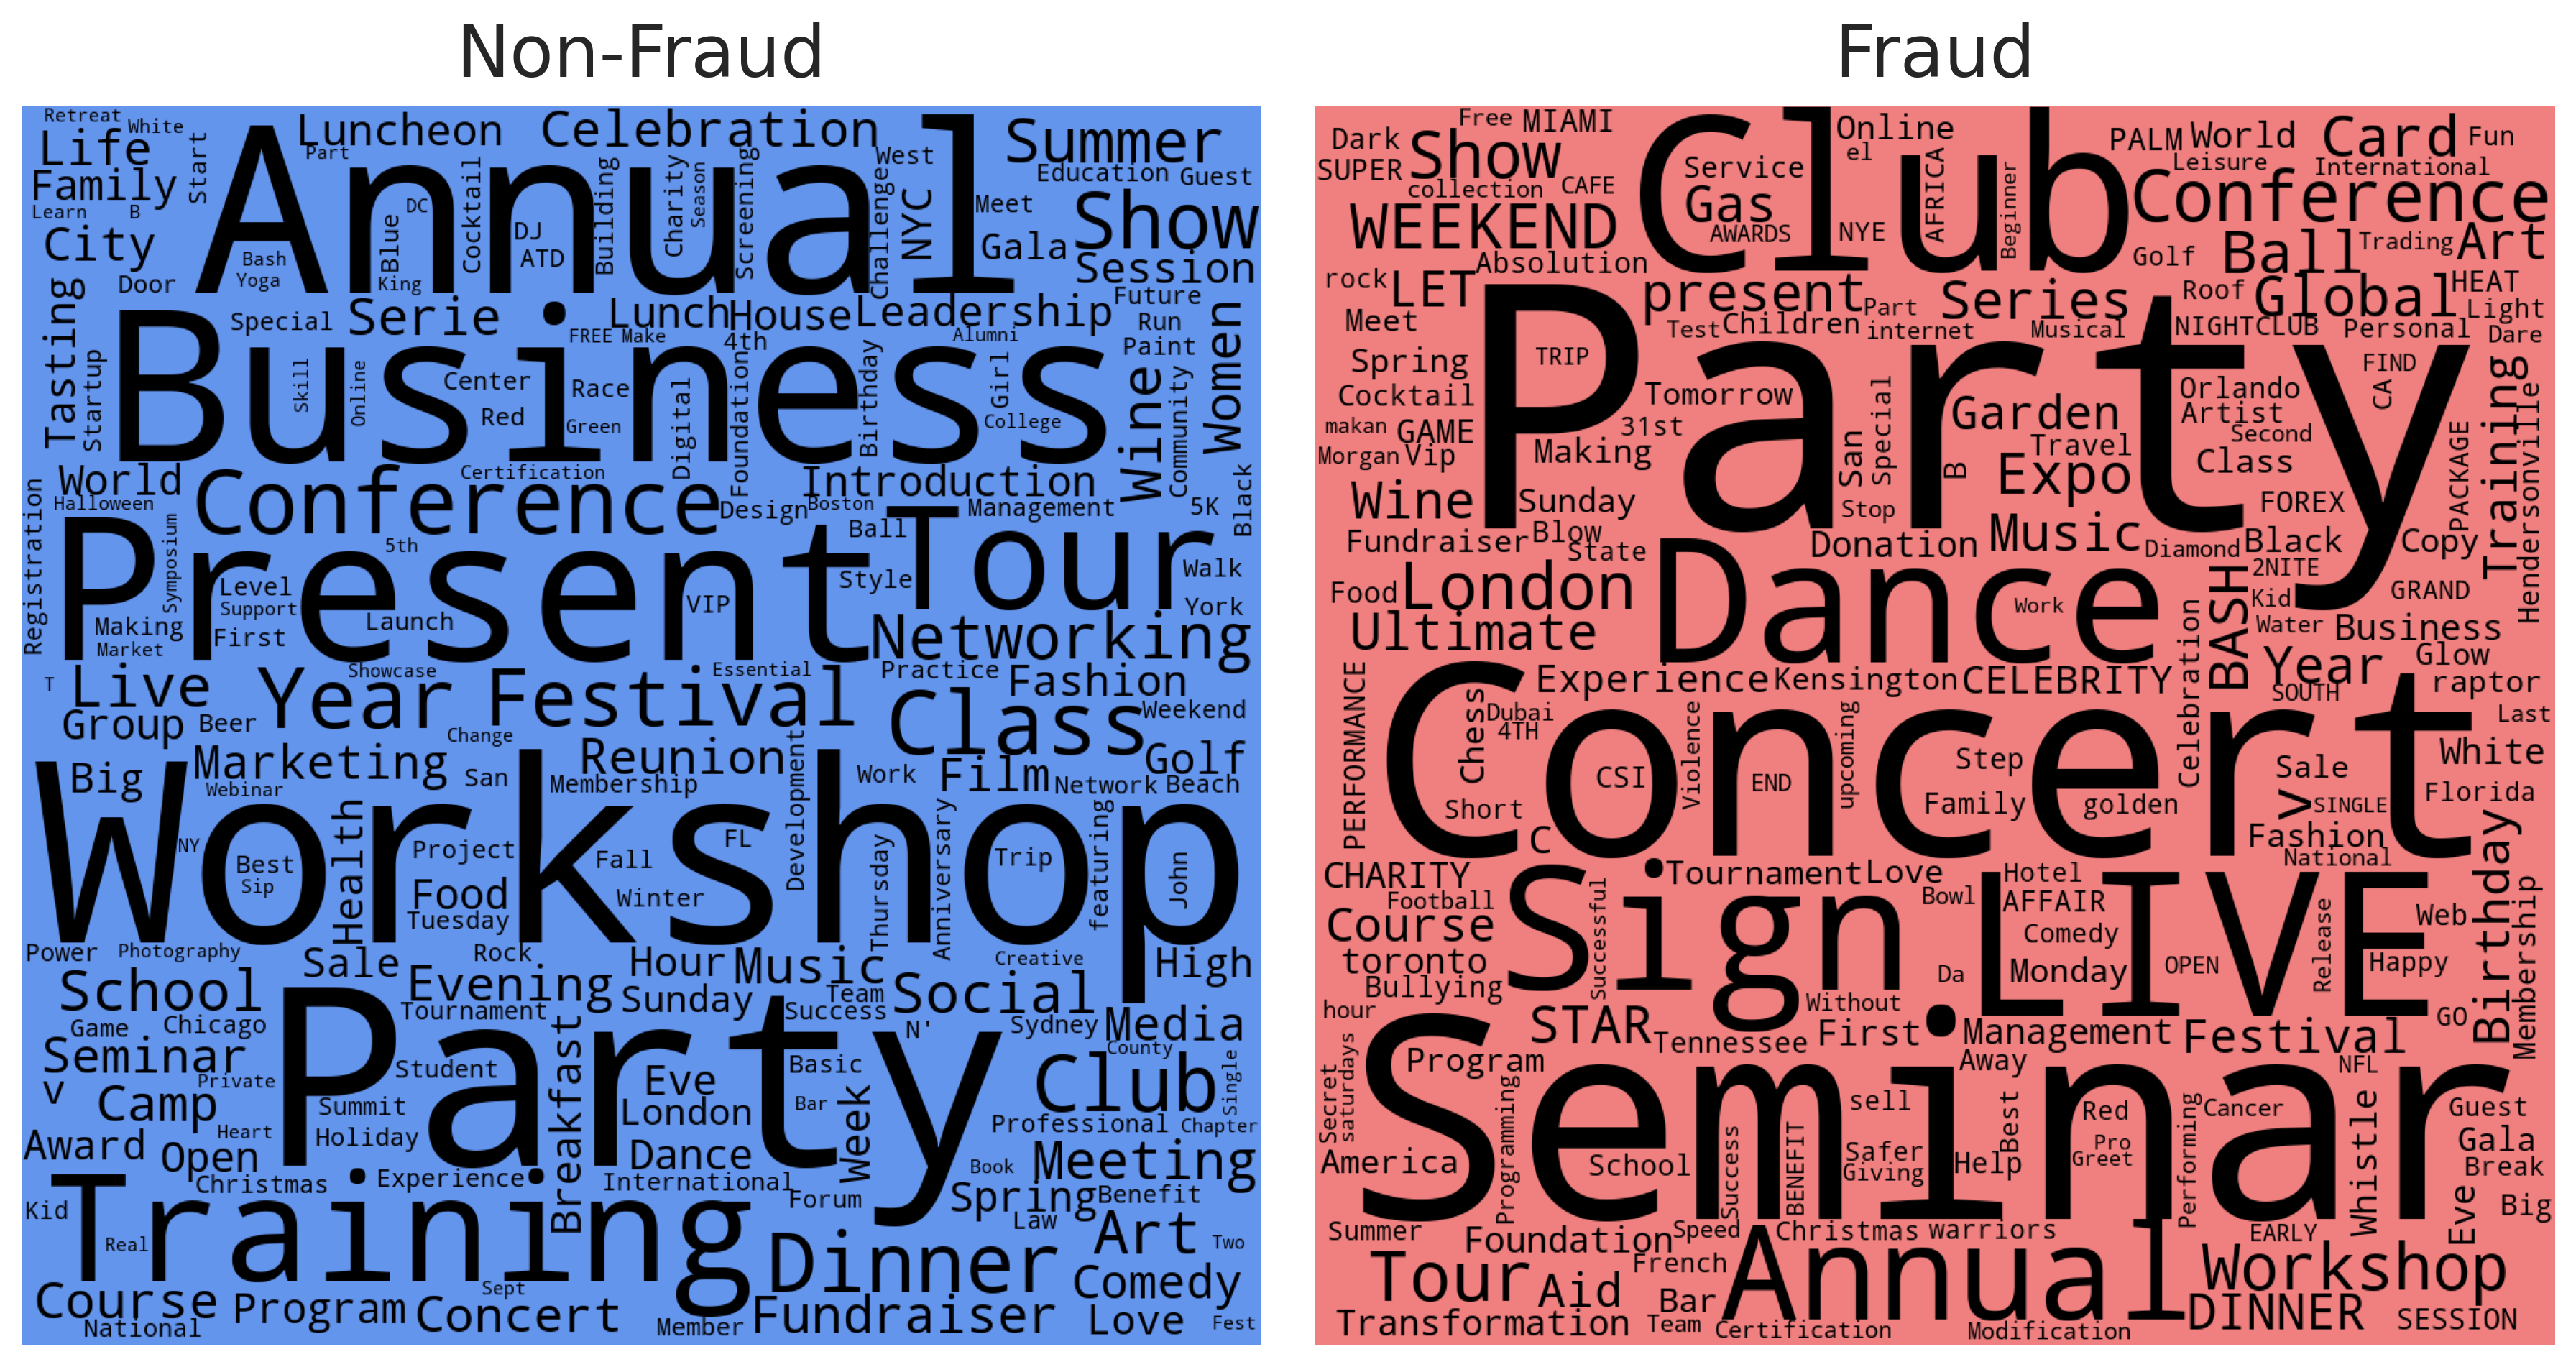 Non-Fraud
Retreat
White
Life
Start
Luncheon
Part
Celebration
Annual
West
Summer
Education
Guest
Family
Learn
B
City
Door
Bash
Yoga
King
Blue
DC
Cocktail
DJ
ATD
Building
Charity
Season
Screening
Challenge
NYC
Meet
Gala
Show
Session
Tasting
Startup
Special
Serie
FREE
Make
Lunch
House
4th
Leadership
Alumni
Future
Run
Paint
Women
Business
Skill
Online
Center
Red
Race
Green
Digital
Foundation
Birthday
Girl
College
Wine
Community
World
Halloween
Conference
Certification
Introduction
Design
Boston
Management
5K
Black
Registration
Symposium
Present
5th
Level
Support
First
Making
Market
Launch
VIP
Ball
Style
Tour
Walk
York
Networking
T
Live
Year
Showcase
Festival
Essential
Practice
Fashion
Group
Beer
Change
Class
Weekend
Big
Marketing
Webinar
San
Reunion
Membership
Development
Work
Film
Network
Golf
Beach
Workshop
NY
Best
Sip
Health
Project
Food
Tuesday
Fall
Winter
FL
Thursday
Anniversary
Trip
featuring
John
Power
Photography
Sale
Rock
Hour
Music
Creative
High
School
Evening
Tournament
Sunday
Team
Success
Social
N'
Sydney
Media
County
Game
Chicago
Seminar
Private
V
Camp
Party
Student
Summit
Holiday
Heart
Breakfast
Eve
London
Dance
Basic
Bar
Week
Club
Single
Professional
Chapter
Award
Open
Christmas
Experience
International
Forum
Book
Meeting
Spring
Benefit
Law
Kid
Real
Training
Sept
Dinner
Art
Two
Course
National
Program
Concert
Member
Fundraiser
Comedy
Love
Fest
Fraud
Free
MIAMI
Dark
SUPER
Show
collection
CAFE
Club
Online
el
Service
Gas
AWARDS
NYE
AFRICA
Beginner
PALM
World
Leisure
Card
Fun
International
WEEKEND
Conference
Absolution
Golf
Ball
Trading
Art
rock
LET
present
Part
Series
Roof
Global
HEAT
Light
Meet
Test
Children
internet
Musical
NIGHTCLUB
Personal
Dare
Spring
TRIP
Party
FIND
CA
Cocktail
Tomorrow
Special
Garden
Orlando
Artist
Second
Training
makan
GAME
31st
Making
San
B
Travel
Expo
Class
PACKAGE
Hendersonville
Morgan
Vip
Wine
Sunday
Stop
FOREX
Fundraiser
Blow
State
Donation
Music
Diamond
Black
Copy
Food
London
Dance
Work
2NITE
Kid
GRAND
Ultimate
BASH
Water
Business
PERFORMANCE
Experience
Kensington
CELEBRITY
Celebration
Year
SOUTH
Glow
raptor
Last
Chess
Dubai
4TH
Concert
Violence
upcoming
CSI
END
Step
Family
golden
Short
C
Sale
V
SINGLE
White
Florida
Fashion
National
CHARITY
Football
Course
toronto
Bullying
Sign
Successful
Tournament
Love
Bowl
Hotel
AFFAIR
Comedy
Da
Monday
LIVE
OPEN
Release
Web
Happy
Birthday
Membership
hour
STAR
Tennessee
Without
First
Management
Festival
GO
Secret
saturdays
Program
Away
NFL
America
Seminar
Programming
School
Success
BENEFIT
sell
Safer
Giving
Help
Best
Red
Pro
Greet
Performing
Cancer
Whistle
Guest
Gala
Break
Eve
Big
Summer
Foundation
Speed
Christmas
warriors
EARLY
Tour
Aid
French
Annual
Workshop
Transformation
Bar
Team
Certification
Modification
DINNER
SESSION